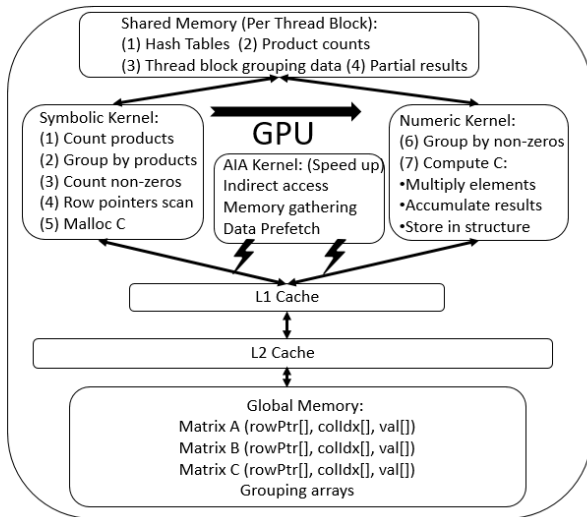 Shared Memory (Per Thread Block):
(1) Hash Tables (2) Product counts
(3) Thread block grouping data (4) Partial results
Symbolic Kernel:
(1) Count products
(2) Group by products
(3) Count non-zeros
(4) Row pointers scan
(5) Malloc C
GPU
AIA Kernel: (Speed up)
Indirect access
Memory gathering
Data Prefetch
Numeric Kernel:
(6) Group by non-zeros
(7) Compute C:
•Multiply elements
•Accumulate results
•Store in structure
L1 Cache
L2 Cache
Global Memory:
Matrix A (rowPtr[], colIdx[], val[])
Matrix B (rowPtr[], colIdx[], val[])
Matrix C (rowPtr[], colIdx[], val[])
Grouping arrays